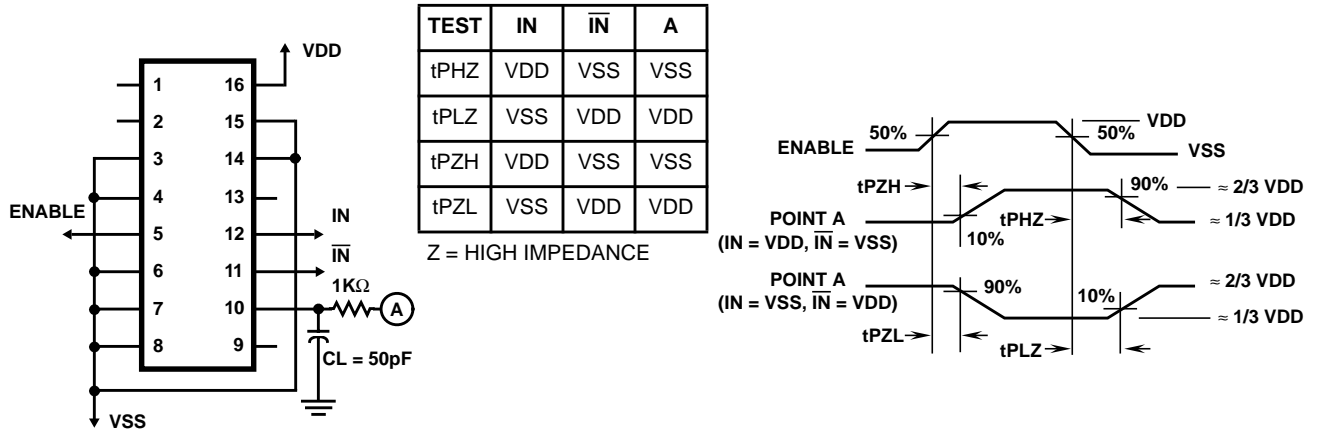 VDD
1 16
2 15
3 14
4 13
ENABLE 5 12 IN
6 11 I̅N̅
7 10 1KΩ A
8 9
CL = 50pF
VSS
TEST IN I̅N̅ A
tPHZ VDD VSS VSS
tPLZ VSS VDD VDD
tPZH VDD VSS VSS
tPZL VSS VDD VDD
Z = HIGH IMPEDANCE
ENABLE 50% 50% VDD
VSS
tPZH 90% ≈ 2/3 VDD
POINT A tPHZ ≈ 1/3 VDD
(IN = VDD, I̅N̅ = VSS) 10%
POINT A 90% 10% ≈ 2/3 VDD
(IN = VSS, I̅N̅ = VDD) ≈ 1/3 VDD
tPZL tPLZ